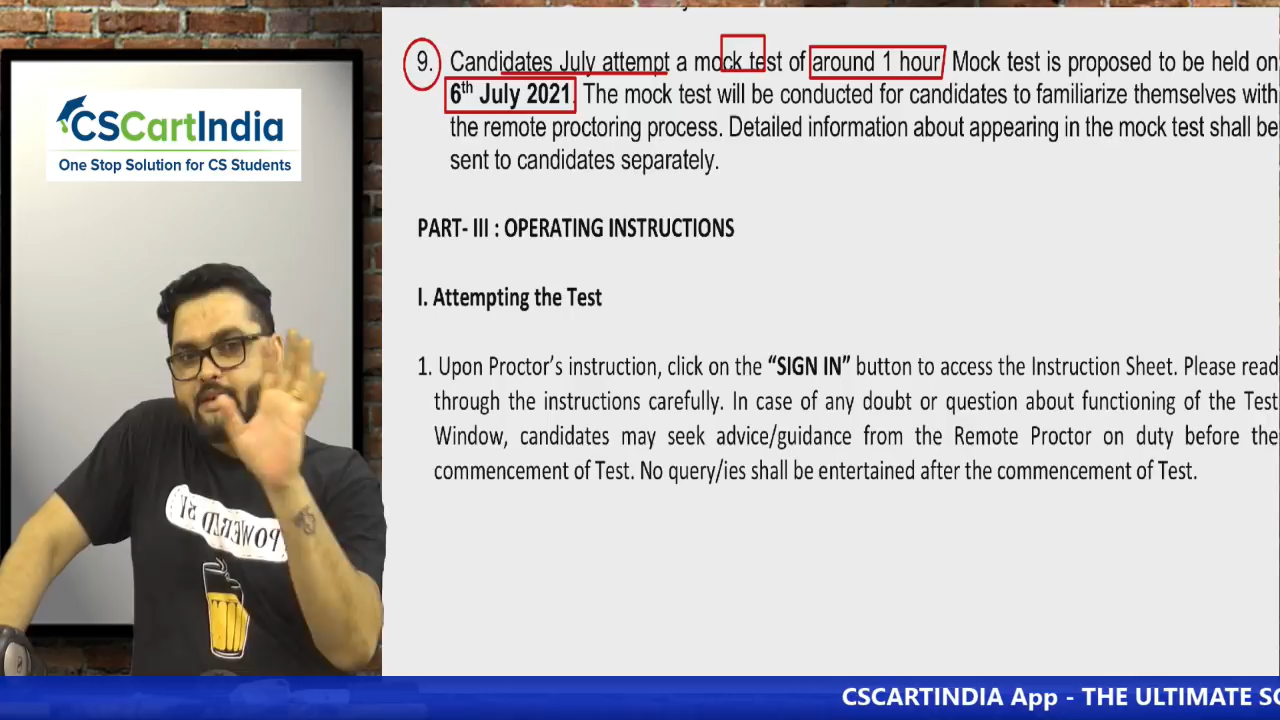 9. Candidates July attempt a mock test of around 1 hour. Mock test is proposed to be held on
6th July 2021. The mock test will be conducted for candidates to familiarize themselves with
the remote proctoring process. Detailed information about appearing in the mock test shall be
sent to candidates separately.
PART- III : OPERATING INSTRUCTIONS
I. Attempting the Test
1. Upon Proctor’s instruction, click on the “SIGN IN” button to access the Instruction Sheet. Please read
through the instructions carefully. In case of any doubt or question about functioning of the Test
Window, candidates may seek advice/guidance from the Remote Proctor on duty before the
commencement of Test. No query/ies shall be entertained after the commencement of Test.
CSCartIndia
One Stop Solution for CS Students
POWERED BY
CSCARTINDIA App - THE ULTIMATE